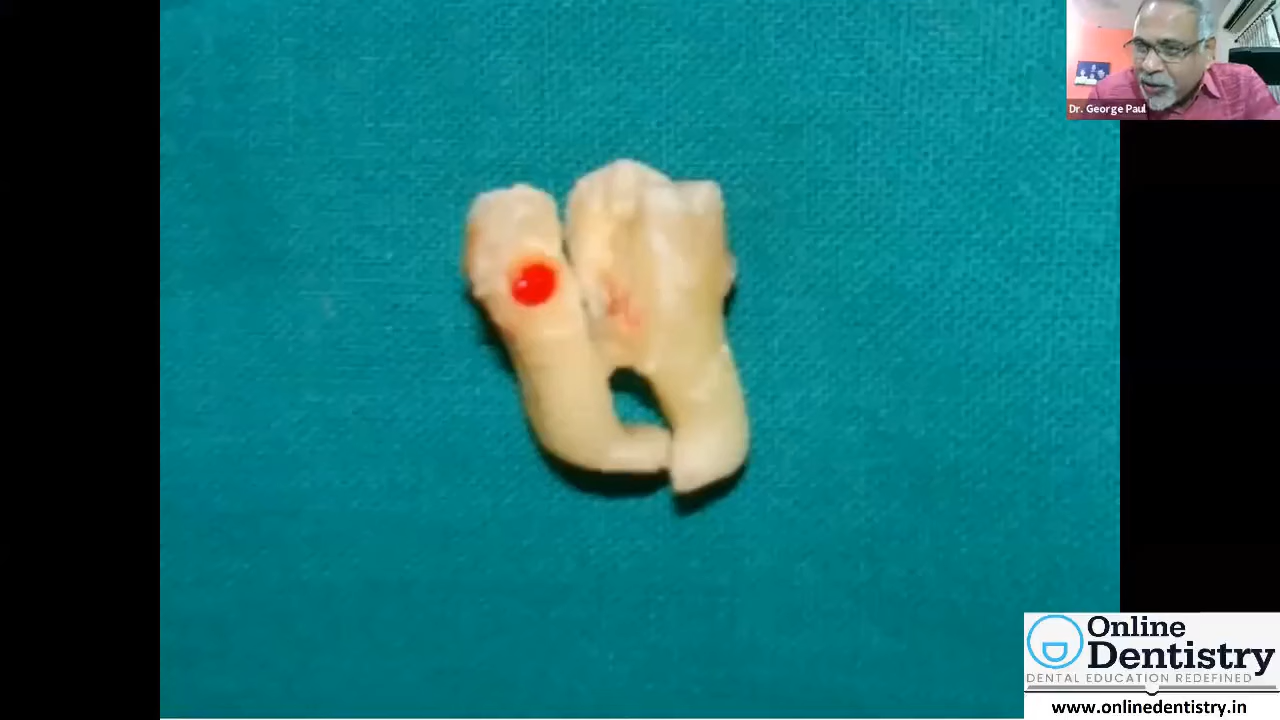 Dr. George Paul
Online
Dentistry
DENTAL EDUCATION REDEFINED
www.onlinedentistry.in